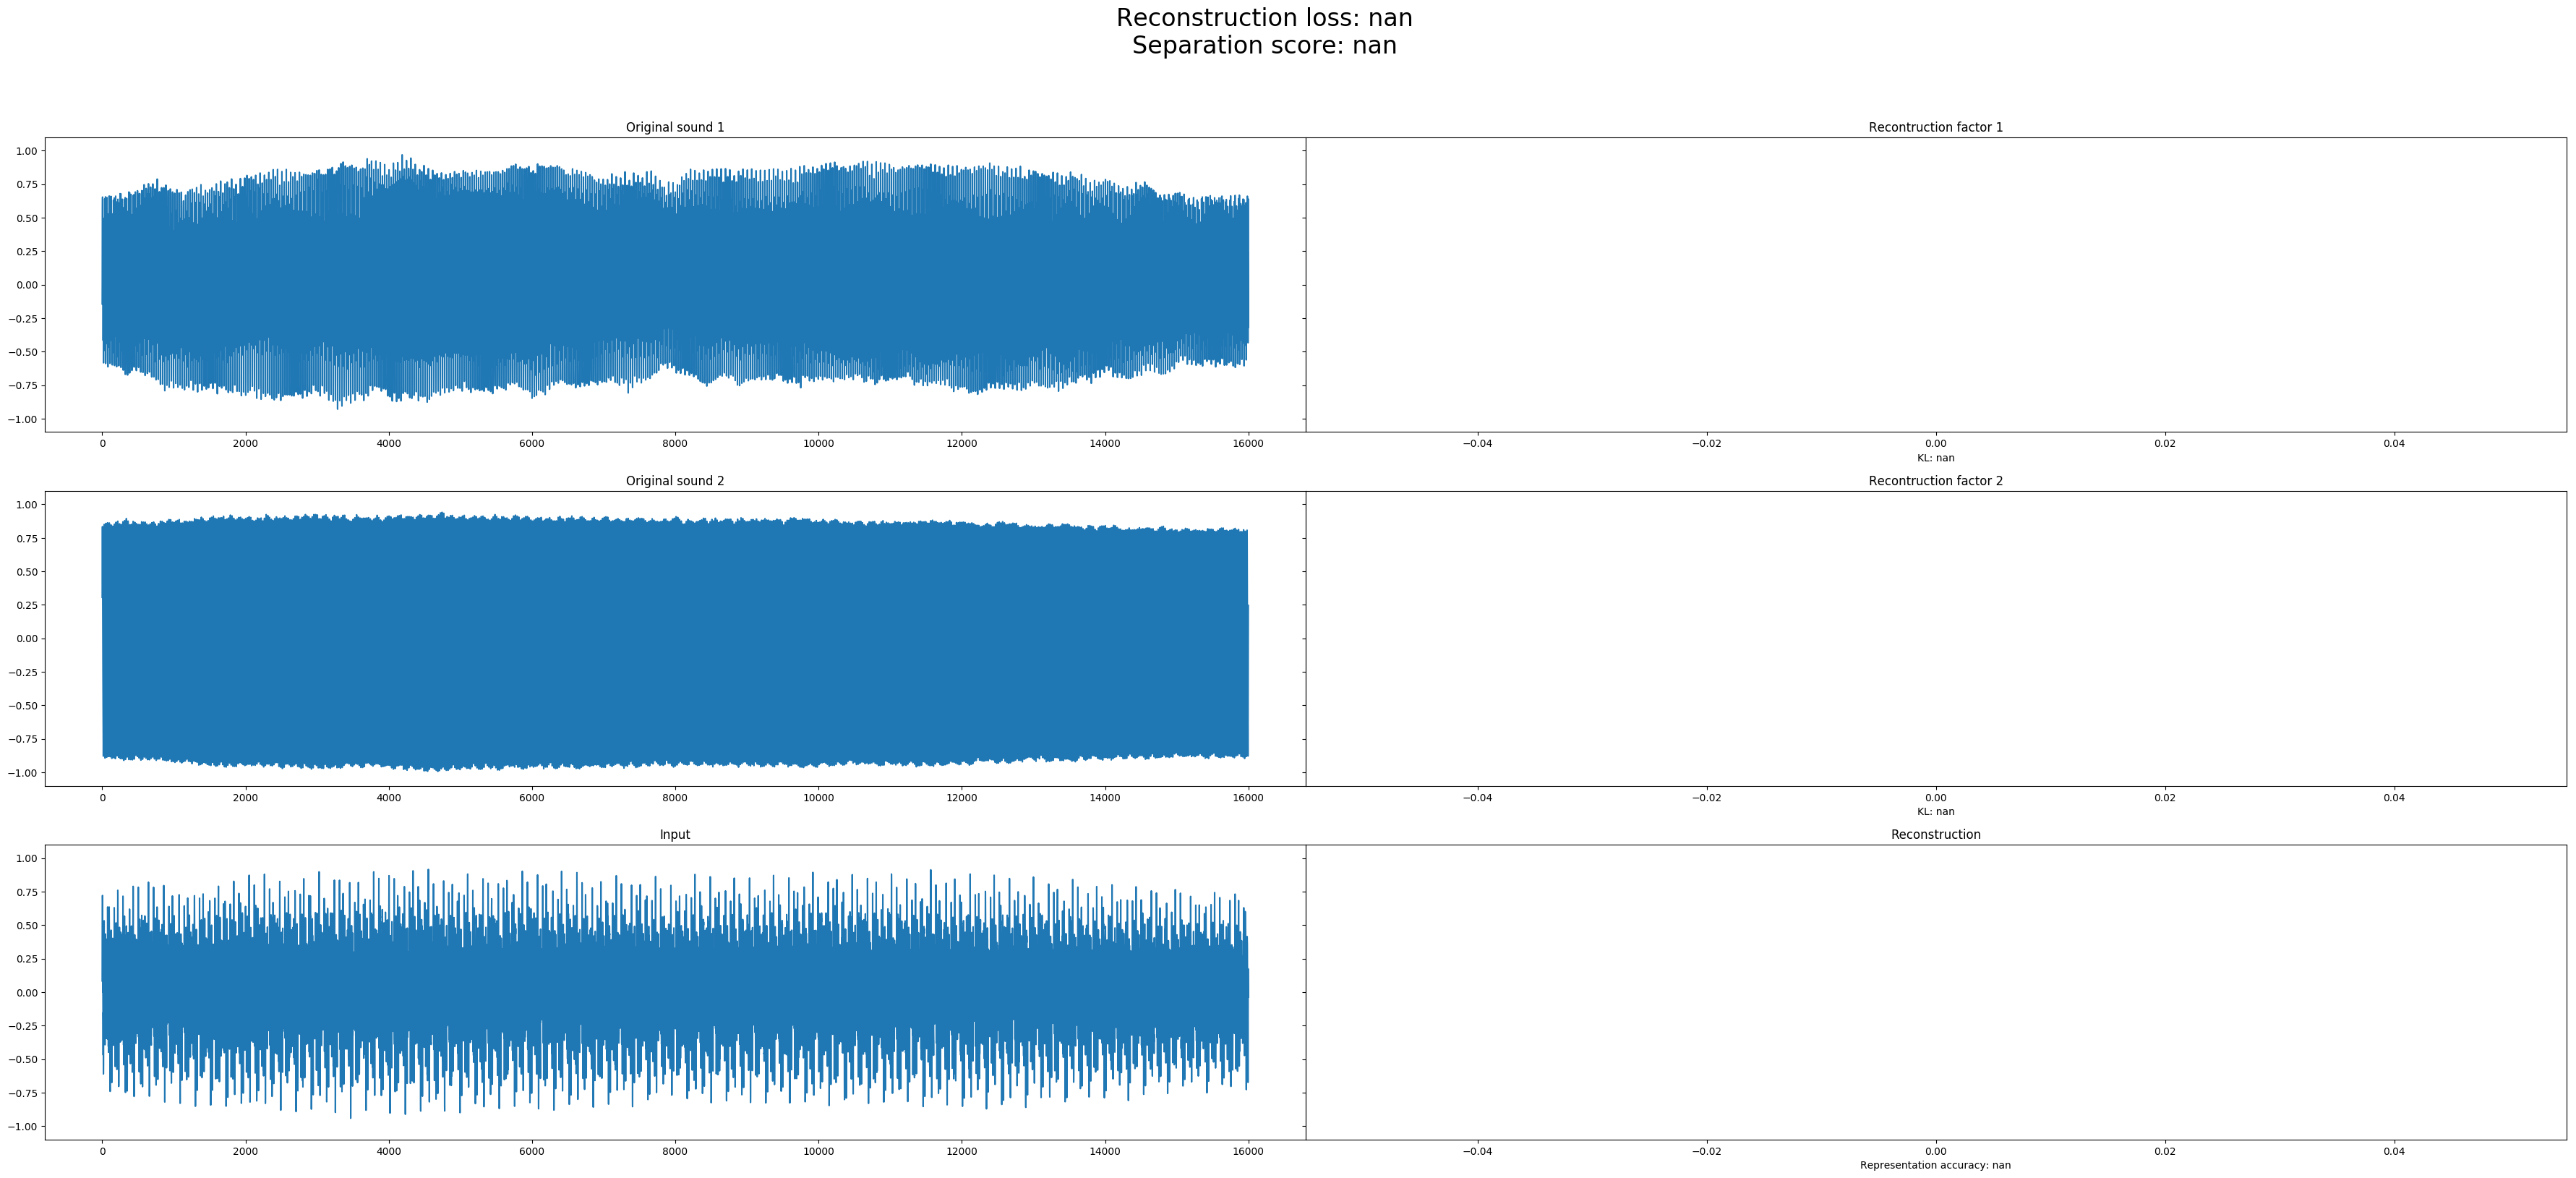 Reconstruction loss: nan
Separation score: nan
Original sound 1
Recontruction factor 1
1.00
0.75
0.50
0.25
0.00
−0.25
−0.50
−0.75
−1.00
0 2000 4000 6000 8000 10000 12000 14000 16000
−0.04 −0.02 0.00 0.02 0.04
KL: nan
Original sound 2
Recontruction factor 2
1.00
0.75
0.50
0.25
0.00
−0.25
−0.50
−0.75
−1.00
0 2000 4000 6000 8000 10000 12000 14000 16000
−0.04 −0.02 0.00 0.02 0.04
KL: nan
Input
Reconstruction
1.00
0.75
0.50
0.25
0.00
−0.25
−0.50
−0.75
−1.00
0 2000 4000 6000 8000 10000 12000 14000 16000
−0.04 −0.02 0.00 0.02 0.04
Representation accuracy: nan